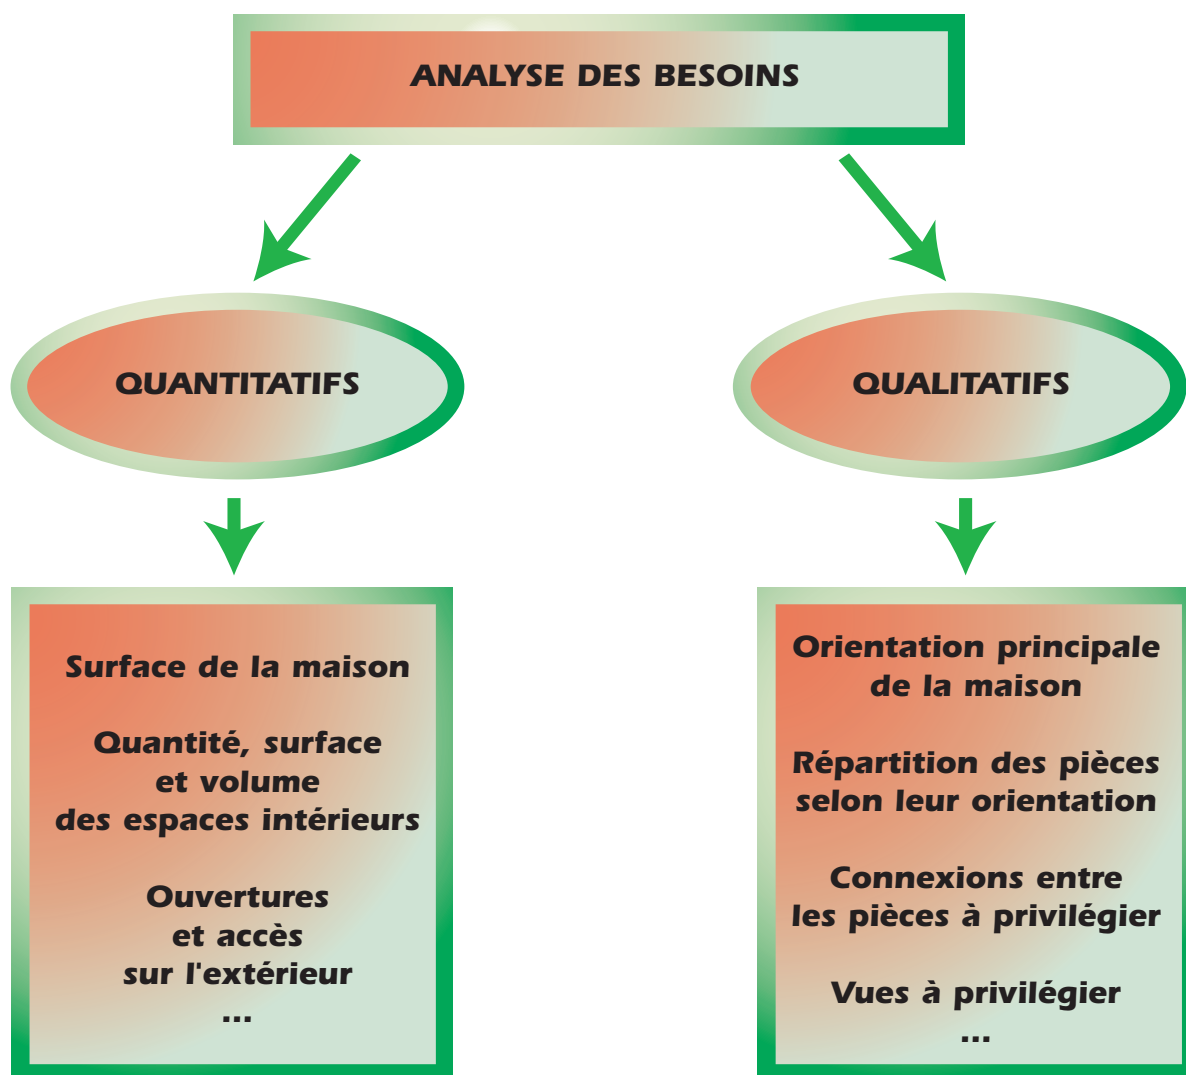 ANALYSE DES BESOINS
QUANTITATIFS
QUALITATIFS
Surface de la maison
Quantité, surface
et volume
des espaces intérieurs
Ouvertures
et accès
sur l'extérieur
...
Orientation principale
de la maison
Répartition des pièces
selon leur orientation
Connexions entre
les pièces à privilégier
Vues à privilégier
...